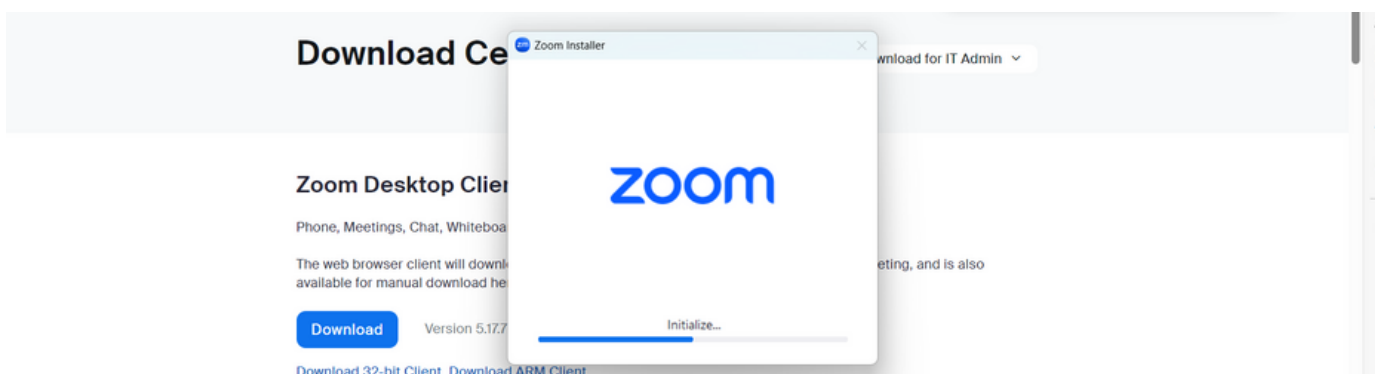 Download Ce
Zoom Installer
wnload for IT Admin
zoom
Zoom Desktop Clier
Phone, Meetings, Chat, Whiteboa
The web browser client will downl
eting, and is also
available for manual download he
Initialize...
Download
Version 5.17.7
Download 32-bit Client, Download ARM Client